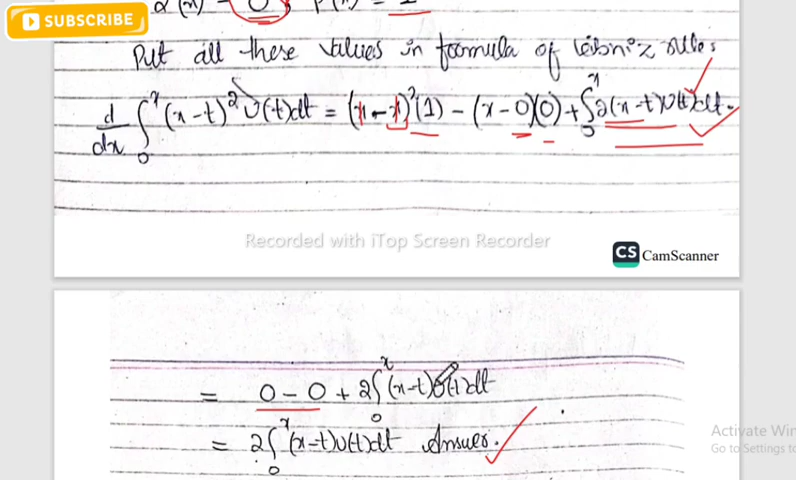 SUBSCRIBE
Put all these values in formula of leibniz rule:
d/dx ∫₀ˣ (x-t)² υ(t)dt = (x-x)²(1) - (x-0)(0) + ∫₀ˣ 2(x-t)υ(t)dt.
Recorded with iTop Screen Recorder
CS CamScanner
= 0 - 0 + 2∫₀ˣ (x-t)υ(t)dt
= 2∫₀ˣ (x-t)υ(t)dt Answer.
Activate Win
Go to Settings to